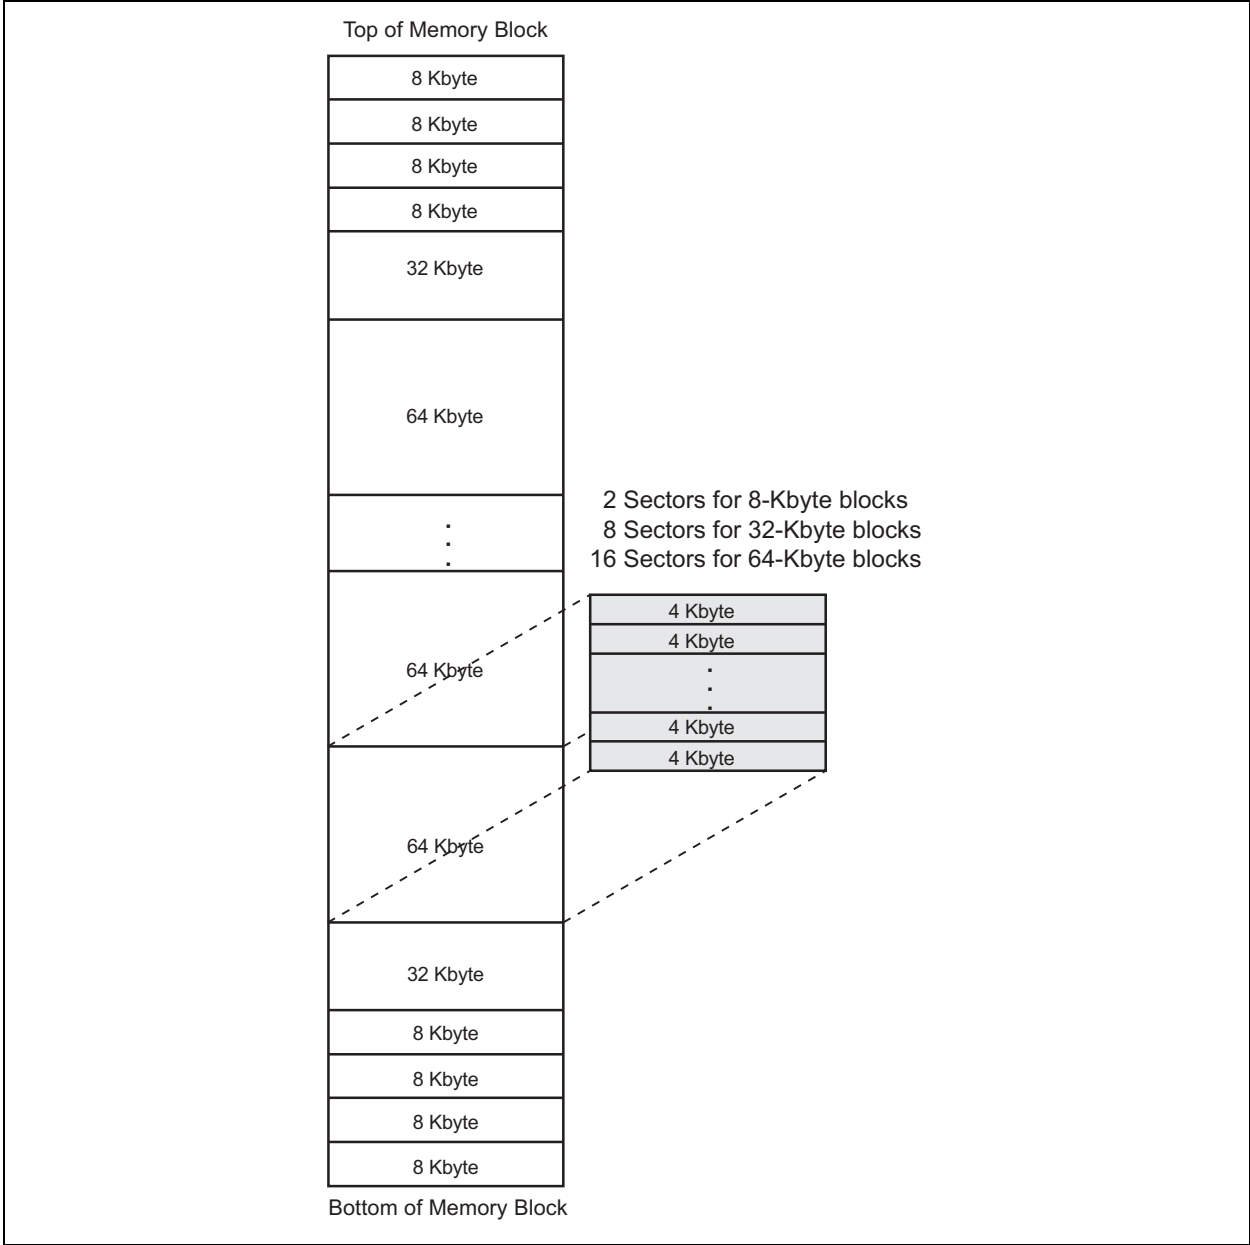 Top of Memory Block
8 Kbyte
8 Kbyte
8 Kbyte
8 Kbyte
32 Kbyte
64 Kbyte
.
.
.
2 Sectors for 8-Kbyte blocks
8 Sectors for 32-Kbyte blocks
16 Sectors for 64-Kbyte blocks
64 Kbyte
4 Kbyte
4 Kbyte
.
.
.
4 Kbyte
4 Kbyte
64 Kbyte
32 Kbyte
8 Kbyte
8 Kbyte
8 Kbyte
8 Kbyte
Bottom of Memory Block